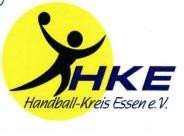 HKE
Handball-Kreis Essen e.V.